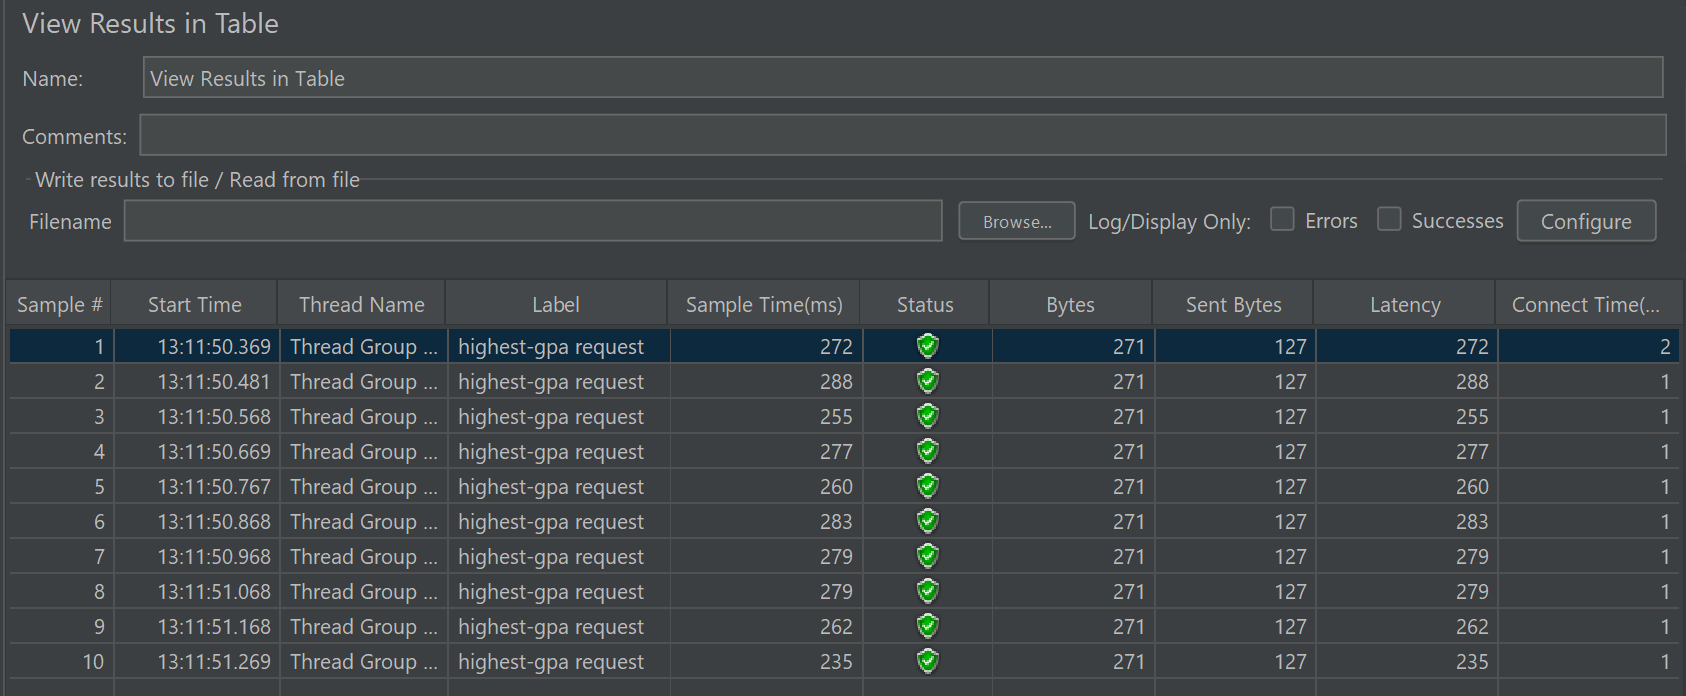 View Results in Table
Name: View Results in Table
Comments:
Write results to file / Read from file
Filename Browse... Log/Display Only: Errors Successes Configure
Sample # Start Time Thread Name Label Sample Time(ms) Status Bytes Sent Bytes Latency Connect Time(...
1 13:11:50.369 Thread Group ... highest-gpa request 272 271 127 272 2
2 13:11:50.481 Thread Group ... highest-gpa request 288 271 127 288 1
3 13:11:50.568 Thread Group ... highest-gpa request 255 271 127 255 1
4 13:11:50.669 Thread Group ... highest-gpa request 277 271 127 277 1
5 13:11:50.767 Thread Group ... highest-gpa request 260 271 127 260 1
6 13:11:50.868 Thread Group ... highest-gpa request 283 271 127 283 1
7 13:11:50.968 Thread Group ... highest-gpa request 279 271 127 279 1
8 13:11:51.068 Thread Group ... highest-gpa request 279 271 127 279 1
9 13:11:51.168 Thread Group ... highest-gpa request 262 271 127 262 1
10 13:11:51.269 Thread Group ... highest-gpa request 235 271 127 235 1